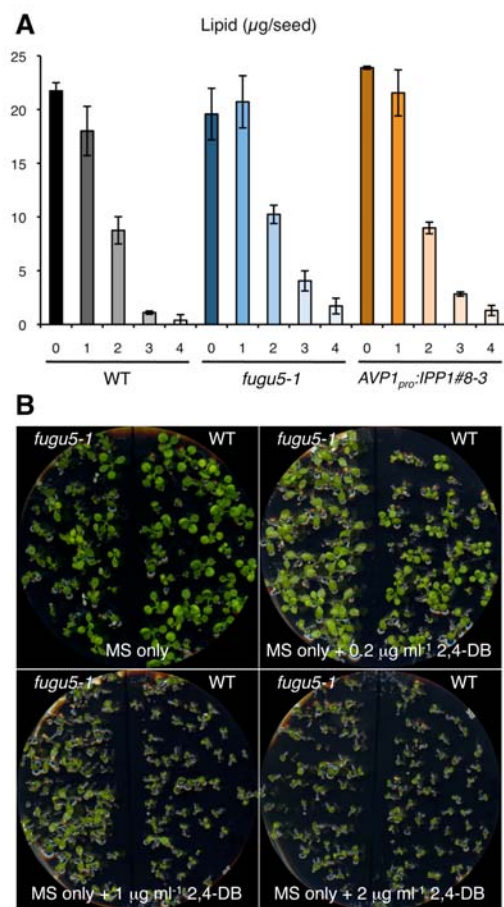 A
Lipid (µg/seed)
25
20
15
10
5
0
0 1 2 3 4 0 1 2 3 4 0 1 2 3 4
WT fugu5-1 AVP1pro:IPP1#8-3
B
fugu5-1 WT
MS only
fugu5-1 WT
MS only + 0.2 µg ml⁻¹ 2,4-DB
fugu5-1 WT
MS only + 1 µg ml⁻¹ 2,4-DB
fugu5-1 WT
MS only + 2 µg ml⁻¹ 2,4-DB